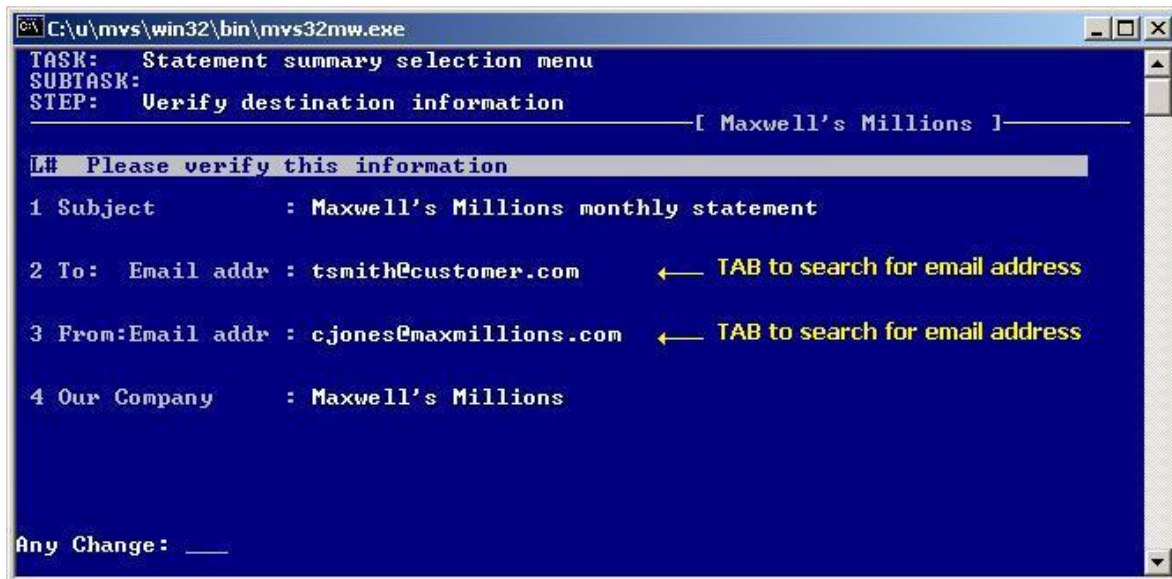 C:\u\mvs\win32\bin\mvs32mw.exe
TASK: Statement summary selection menu
SUBTASK:
STEP: Verify destination information
[ Maxwell's Millions ]
L# Please verify this information
1 Subject : Maxwell's Millions monthly statement
2 To: Email addr : tsmith@customer.com ← TAB to search for email address
3 From:Email addr : cjones@maxmillions.com ← TAB to search for email address
4 Our Company : Maxwell's Millions
Any Change: ___